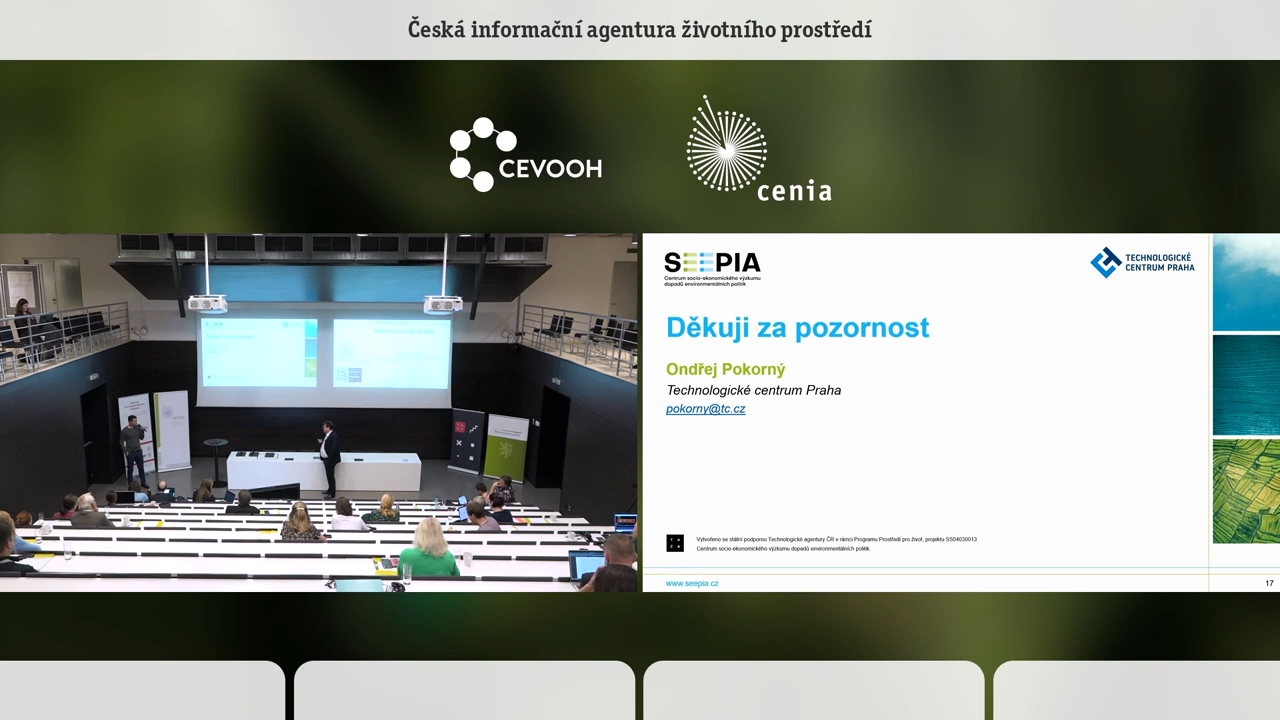 Česká informační agentura životního prostředí
CEVOOH
cenia
SEEPIA
Centrum socio-ekonomického výzkumu
dopadů environmentálních politik
TECHNOLOGICKÉ
CENTRUM PRAHA
Děkuji za pozornost
Ondřej Pokorný
Technologické centrum Praha
pokorny@tc.cz
T A
Č R
Vytvořeno se státní podporou Technologické agentury ČR v rámci Programu Prostředí pro život, projektu SS04030013
Centrum socio-ekonomického výzkumu dopadů environmentálních politik.
www.seepia.cz
17